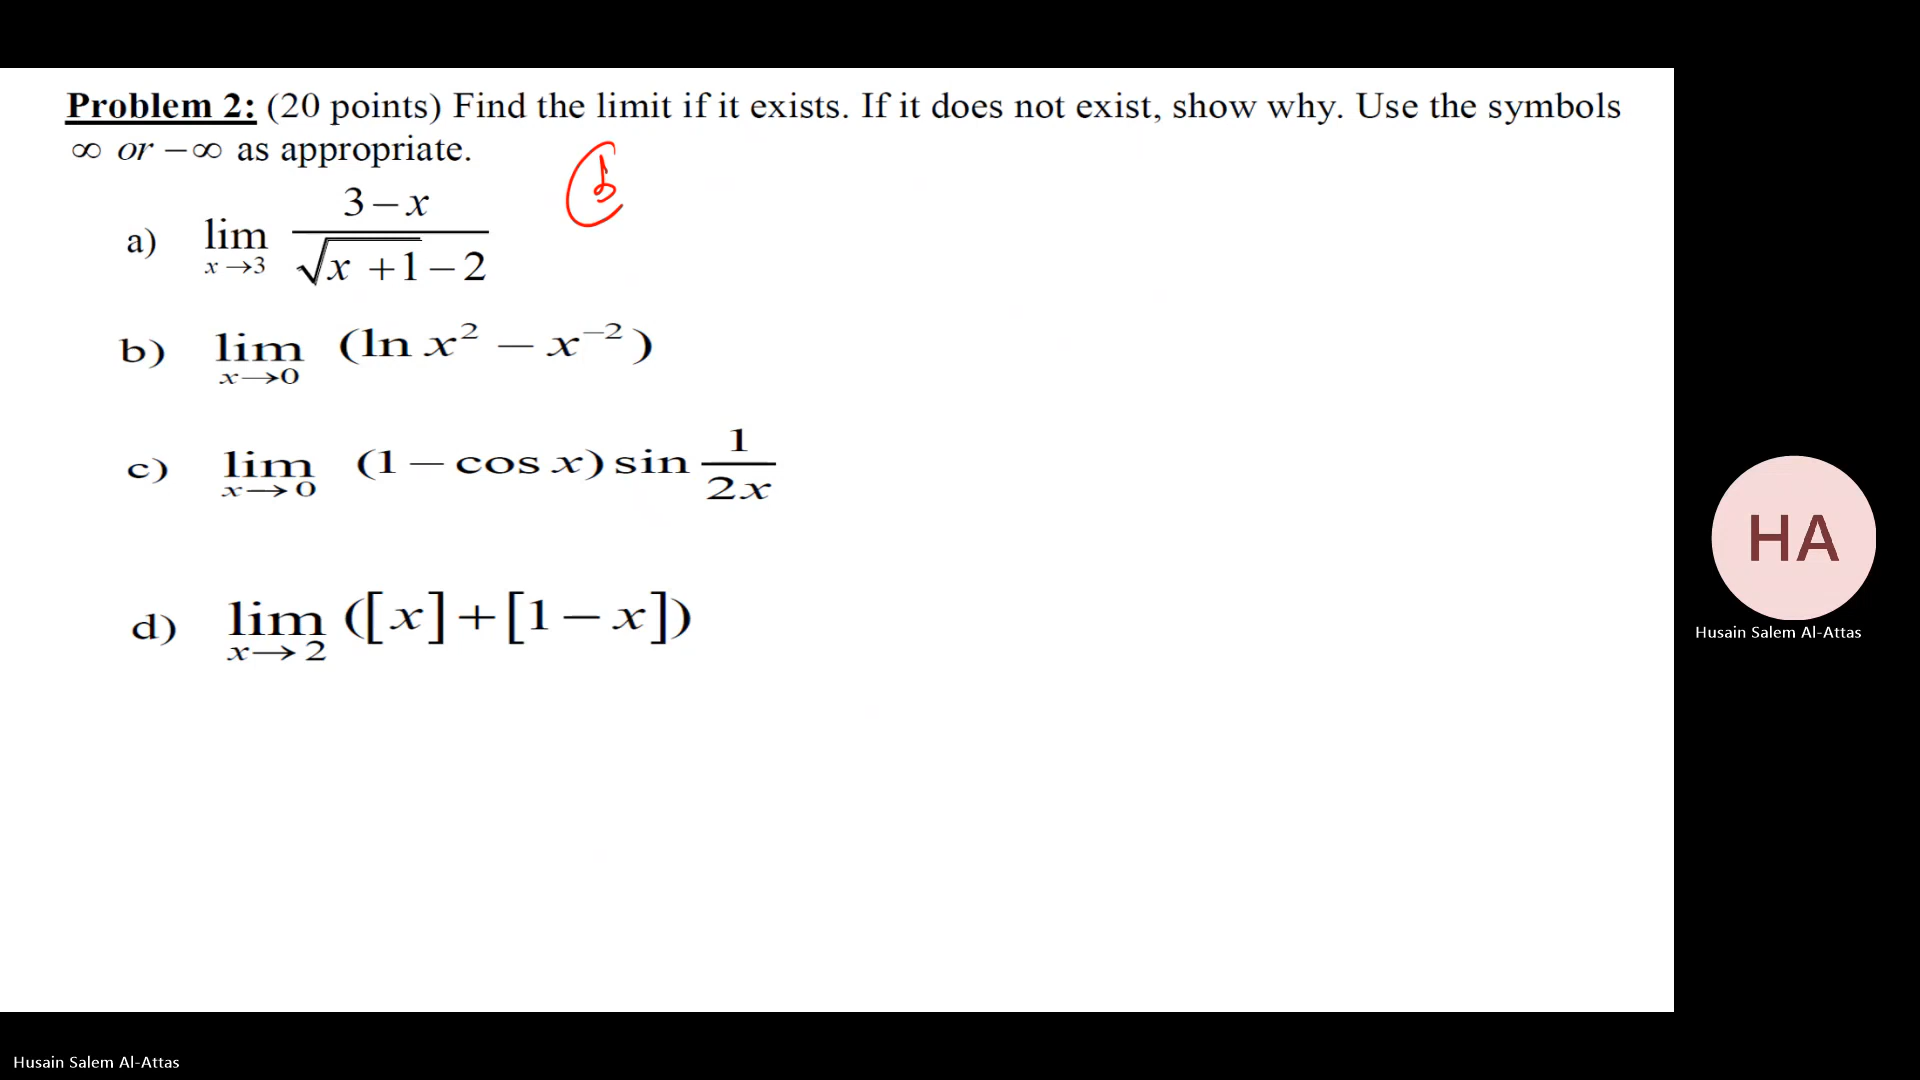 Problem 2: (20 points) Find the limit if it exists. If it does not exist, show why. Use the symbols
∞ or −∞ as appropriate.
a) lim x→3 (3−x)/(√(x+1)−2)
b) lim x→0 (ln x² − x⁻²)
c) lim x→0 (1−cos x) sin 1/(2x)
d) lim x→2 ([x]+[1−x])
HA
Husain Salem Al-Attas
Husain Salem Al-Attas